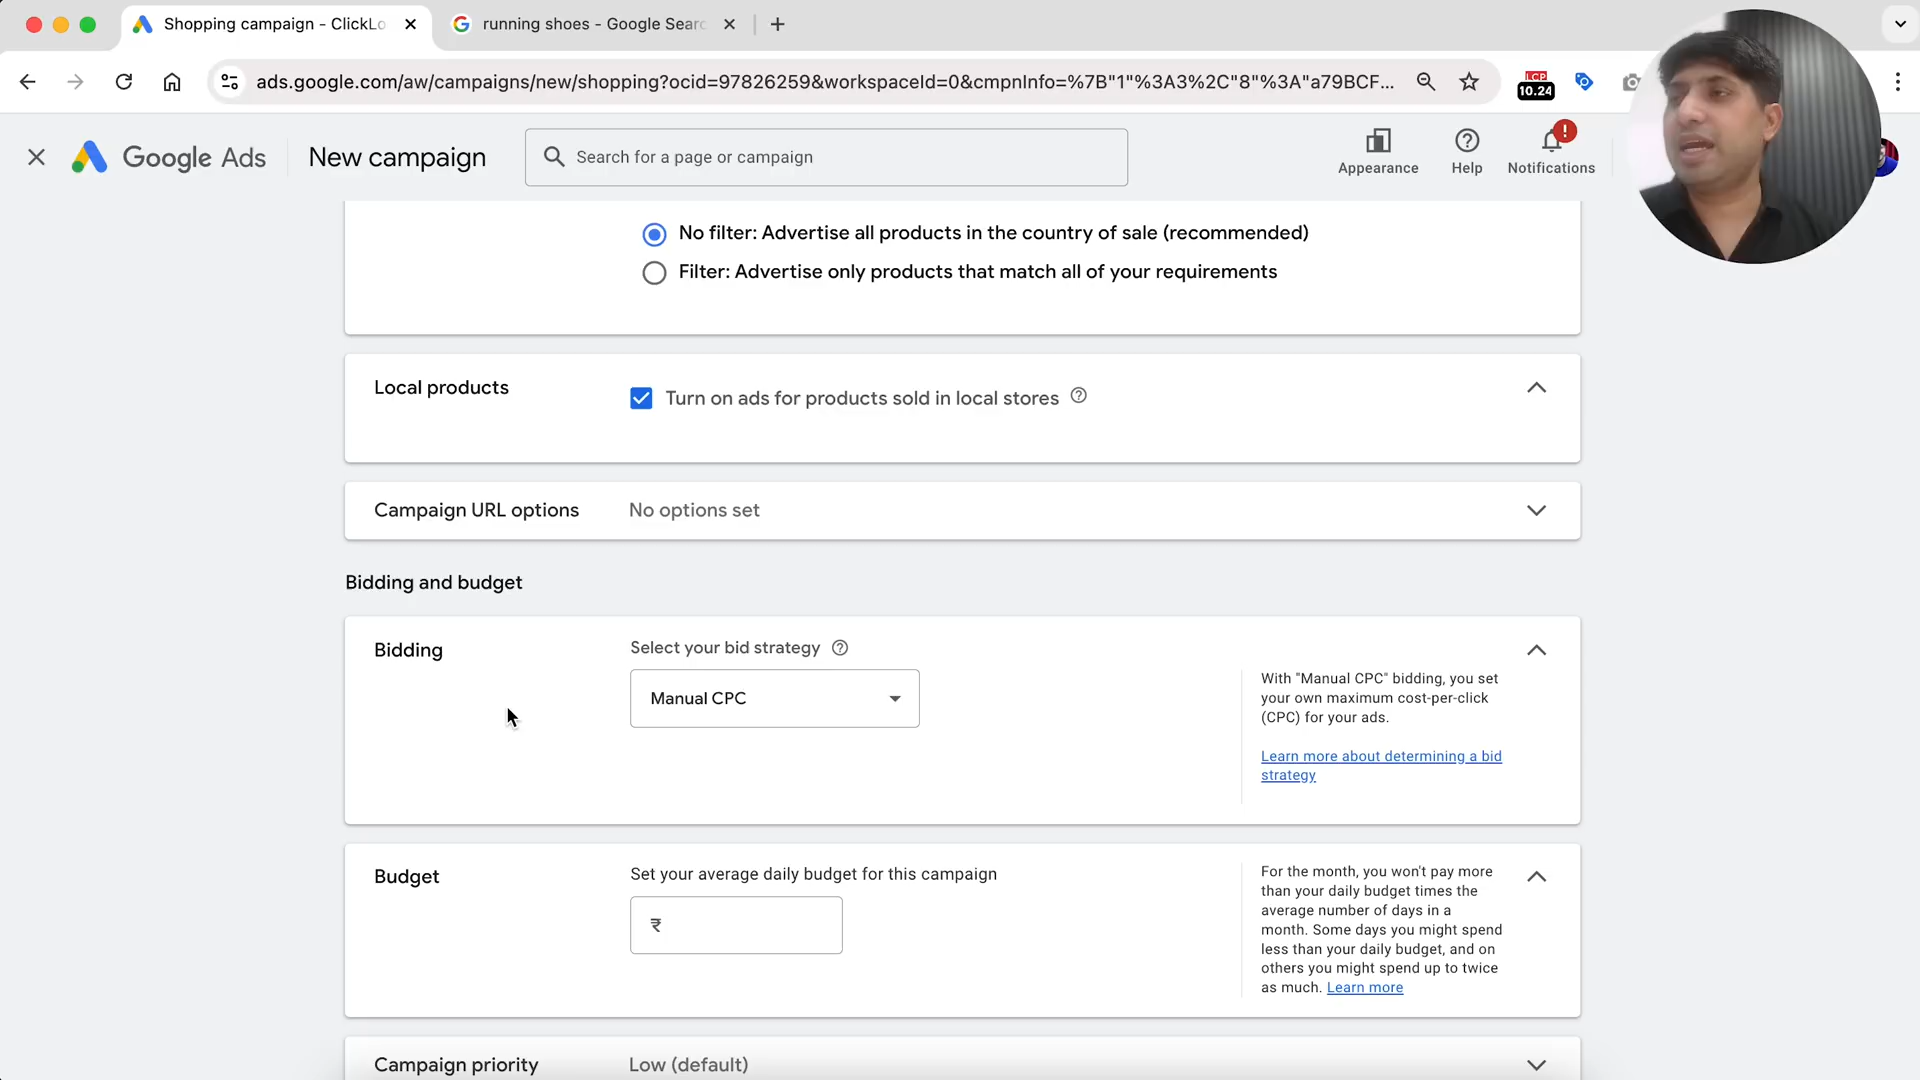 Shopping campaign - ClickLo
running shoes - Google Searc
ads.google.com/aw/campaigns/new/shopping?ocid=97826259&workspaceId=0&cmpnInfo=%7B"1"%3A3%2C"8"%3A"a79BCF...
LCP
10.24
Google Ads
New campaign
Search for a page or campaign
Appearance
Help
!
Notifications
No filter: Advertise all products in the country of sale (recommended)
Filter: Advertise only products that match all of your requirements
Local products
Turn on ads for products sold in local stores
Campaign URL options
No options set
Bidding and budget
Bidding
Select your bid strategy
Manual CPC
With "Manual CPC" bidding, you set
your own maximum cost-per-click
(CPC) for your ads.
Learn more about determining a bid
strategy
Budget
Set your average daily budget for this campaign
₹
For the month, you won't pay more
than your daily budget times the
average number of days in a
month. Some days you might spend
less than your daily budget, and on
others you might spend up to twice
as much. Learn more
Campaign priority
Low (default)